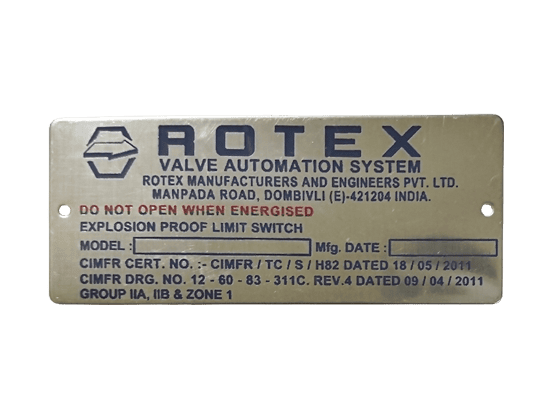 ROTEX
VALVE AUTOMATION SYSTEM
ROTEX MANUFACTURERS AND ENGINEERS PVT. LTD.
MANPADA ROAD, DOMBIVLI (E)-421204 INDIA.
DO NOT OPEN WHEN ENERGISED
EXPLOSION PROOF LIMIT SWITCH
MODEL : Mfg. DATE :
CIMFR CERT. NO. :- CIMFR / TC / S / H82 DATED 18 / 05 / 2011
CIMFR DRG. NO. 12 - 60 - 83 - 311C. REV.4 DATED 09 / 04 / 2011
GROUP IIA, IIB & ZONE 1